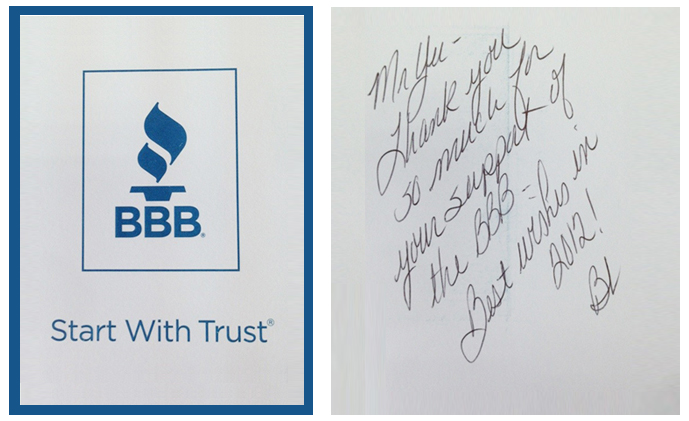 BBB®
Start With Trust®
Mr Yu -
Thank you
so much for
your support of
the BBB -
Best wishes in
2012!
BL